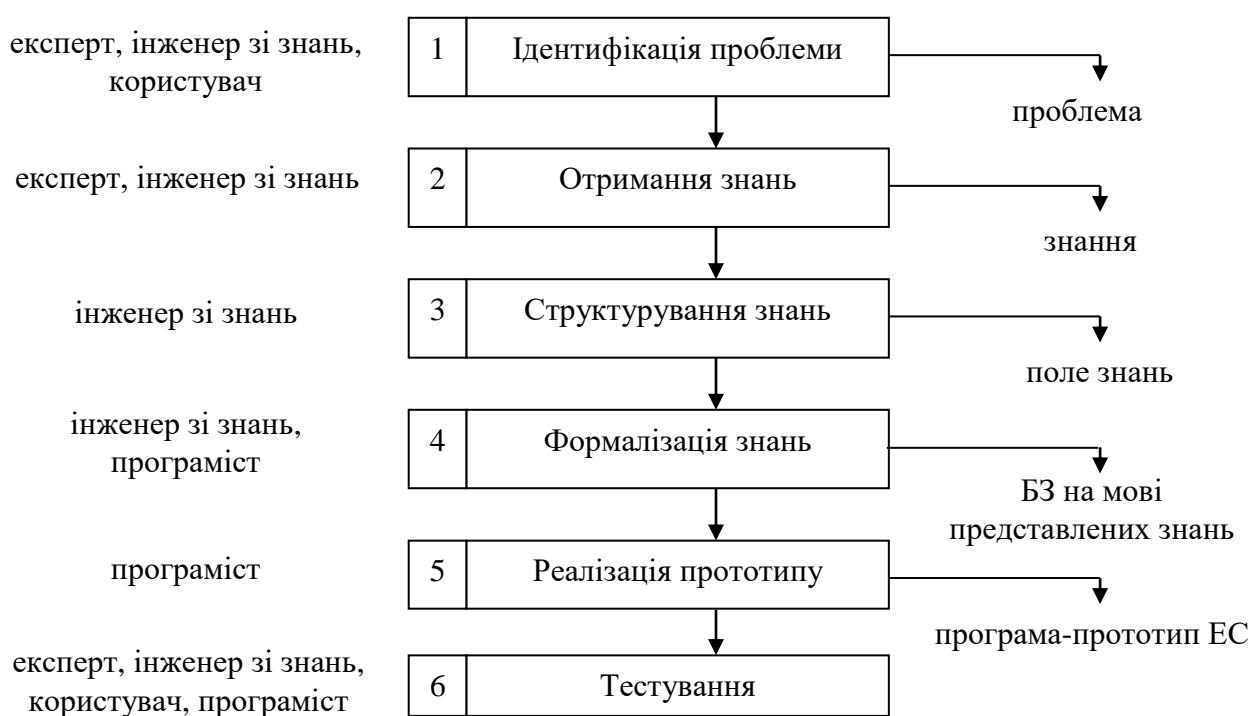 експерт, інженер зі знань,
користувач
1 Ідентифікація проблеми
проблема
експерт, інженер зі знань
2 Отримання знань
знання
інженер зі знань
3 Структурування знань
поле знань
інженер зі знань,
програміст
4 Формалізація знань
БЗ на мові
представлених знань
програміст
5 Реалізація прототипу
програма-прототип ЕС
експерт, інженер зі знань,
користувач, програміст
6 Тестування